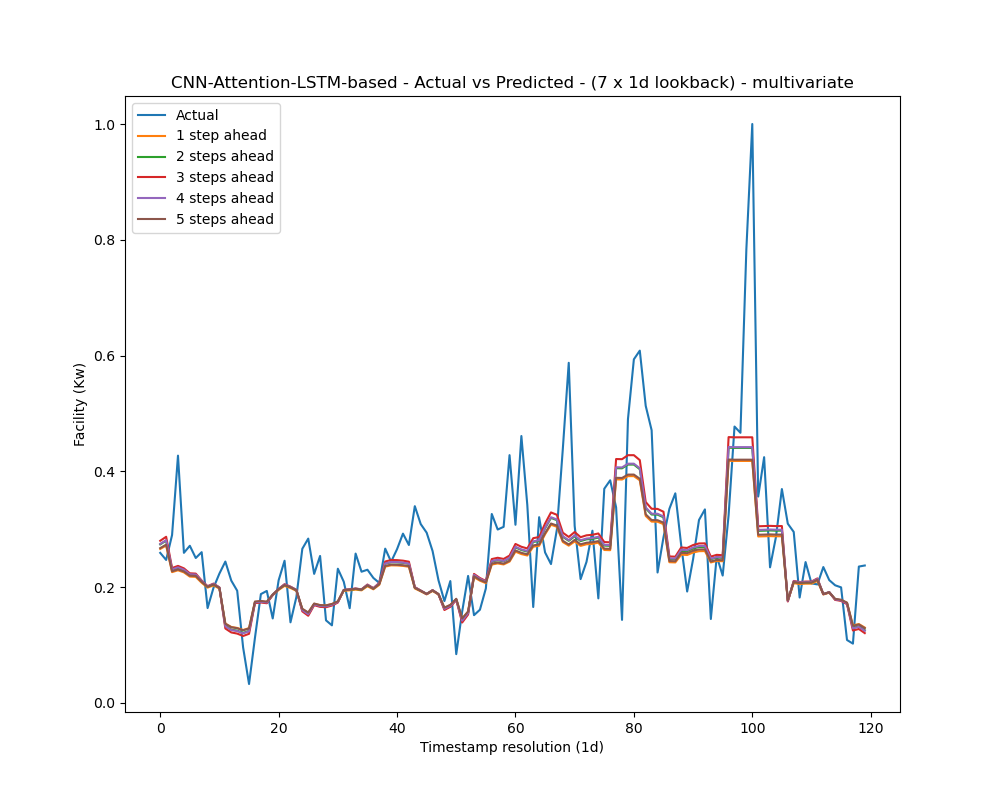 CNN-Attention-LSTM-based - Actual vs Predicted - (7 x 1d lookback) - multivariate
Actual
1 step ahead
2 steps ahead
3 steps ahead
4 steps ahead
5 steps ahead
1.0
0.8
0.6
0.4
0.2
0.0
Facility (Kw)
0 20 40 60 80 100 120
Timestamp resolution (1d)